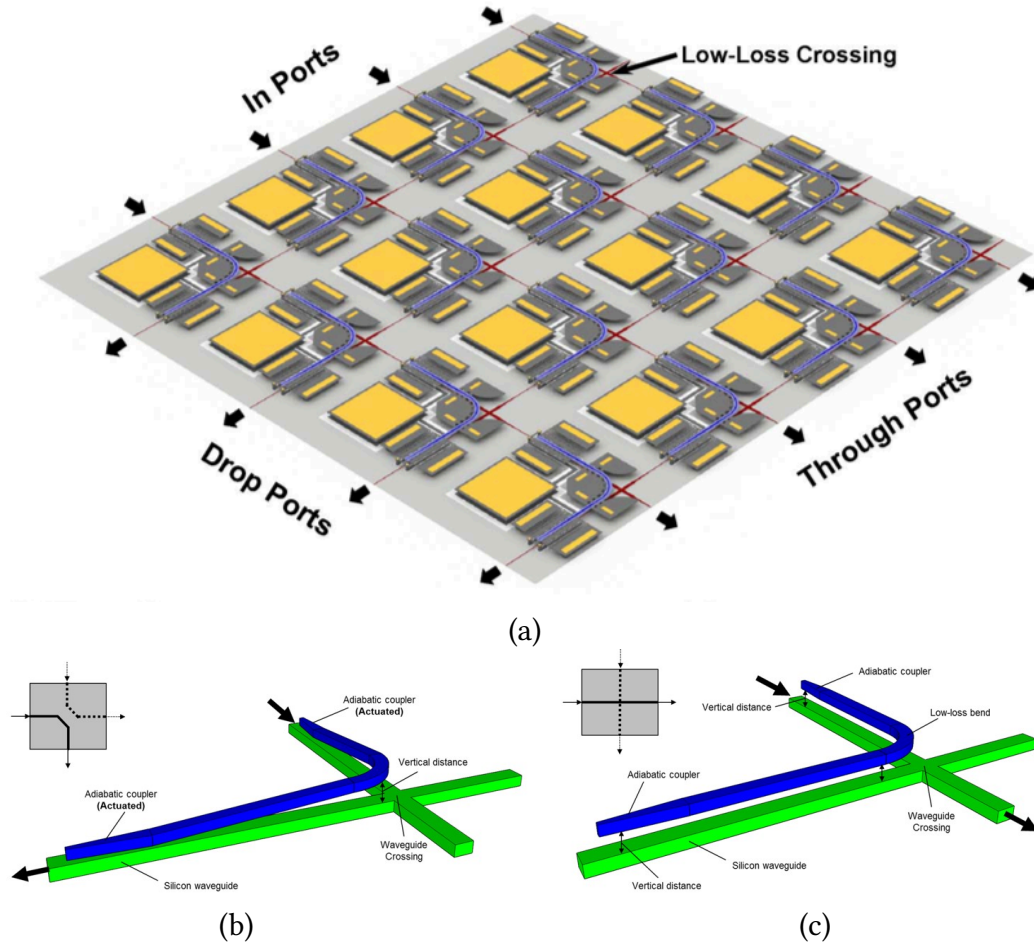 In Ports
Low-Loss Crossing
Drop Ports
Through Ports
(a)
Adiabatic coupler
(Actuated)
Vertical distance
Adiabatic coupler
(Actuated)
Waveguide
Crossing
Silicon waveguide
(b)
Adiabatic coupler
Vertical distance
Low-loss bend
Adiabatic coupler
Waveguide
Crossing
Silicon waveguide
Vertical distance
(c)